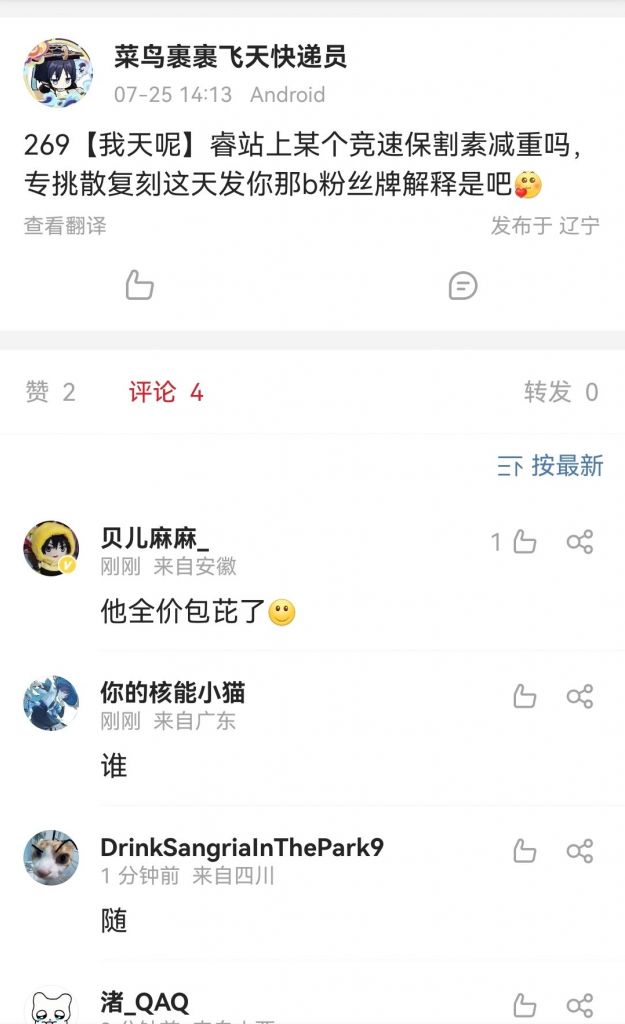 菜鸟裹裹飞天快递员
07-25 14:13 Android
269【我天呢】睿站上某个竞速保割素减重吗，
专挑散复刻这天发你那b粉丝牌解释是吧
查看翻译
发布于 辽宁
赞 2 评论 4 转发 0
按最新
贝儿麻麻_
1
刚刚 来自安徽
他全价包芘了
你的核能小猫
刚刚 来自广东
谁
DrinkSangriaInThePark9
1 分钟前 来自四川
随
渚_QAQ